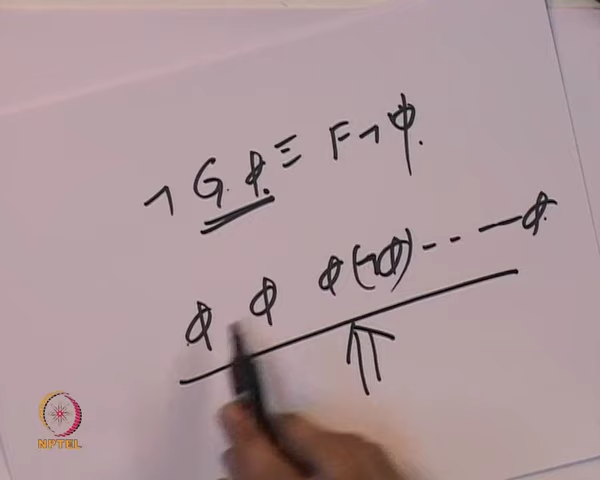 ¬ G φ. ≡ F ¬ φ.
φ φ φ (¬φ) - - - φ
NPTEL